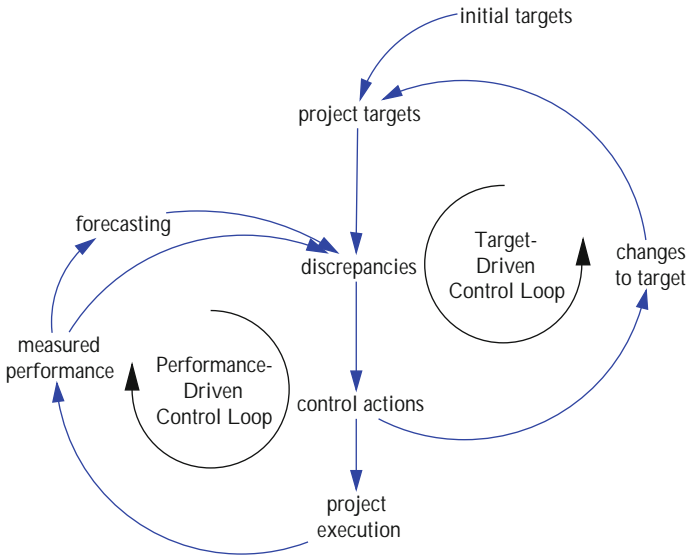 initial targets
project targets
forecasting
discrepancies
Target-
Driven
Control Loop
changes
to target
measured
performance
Performance-
Driven
Control Loop
control actions
project
execution